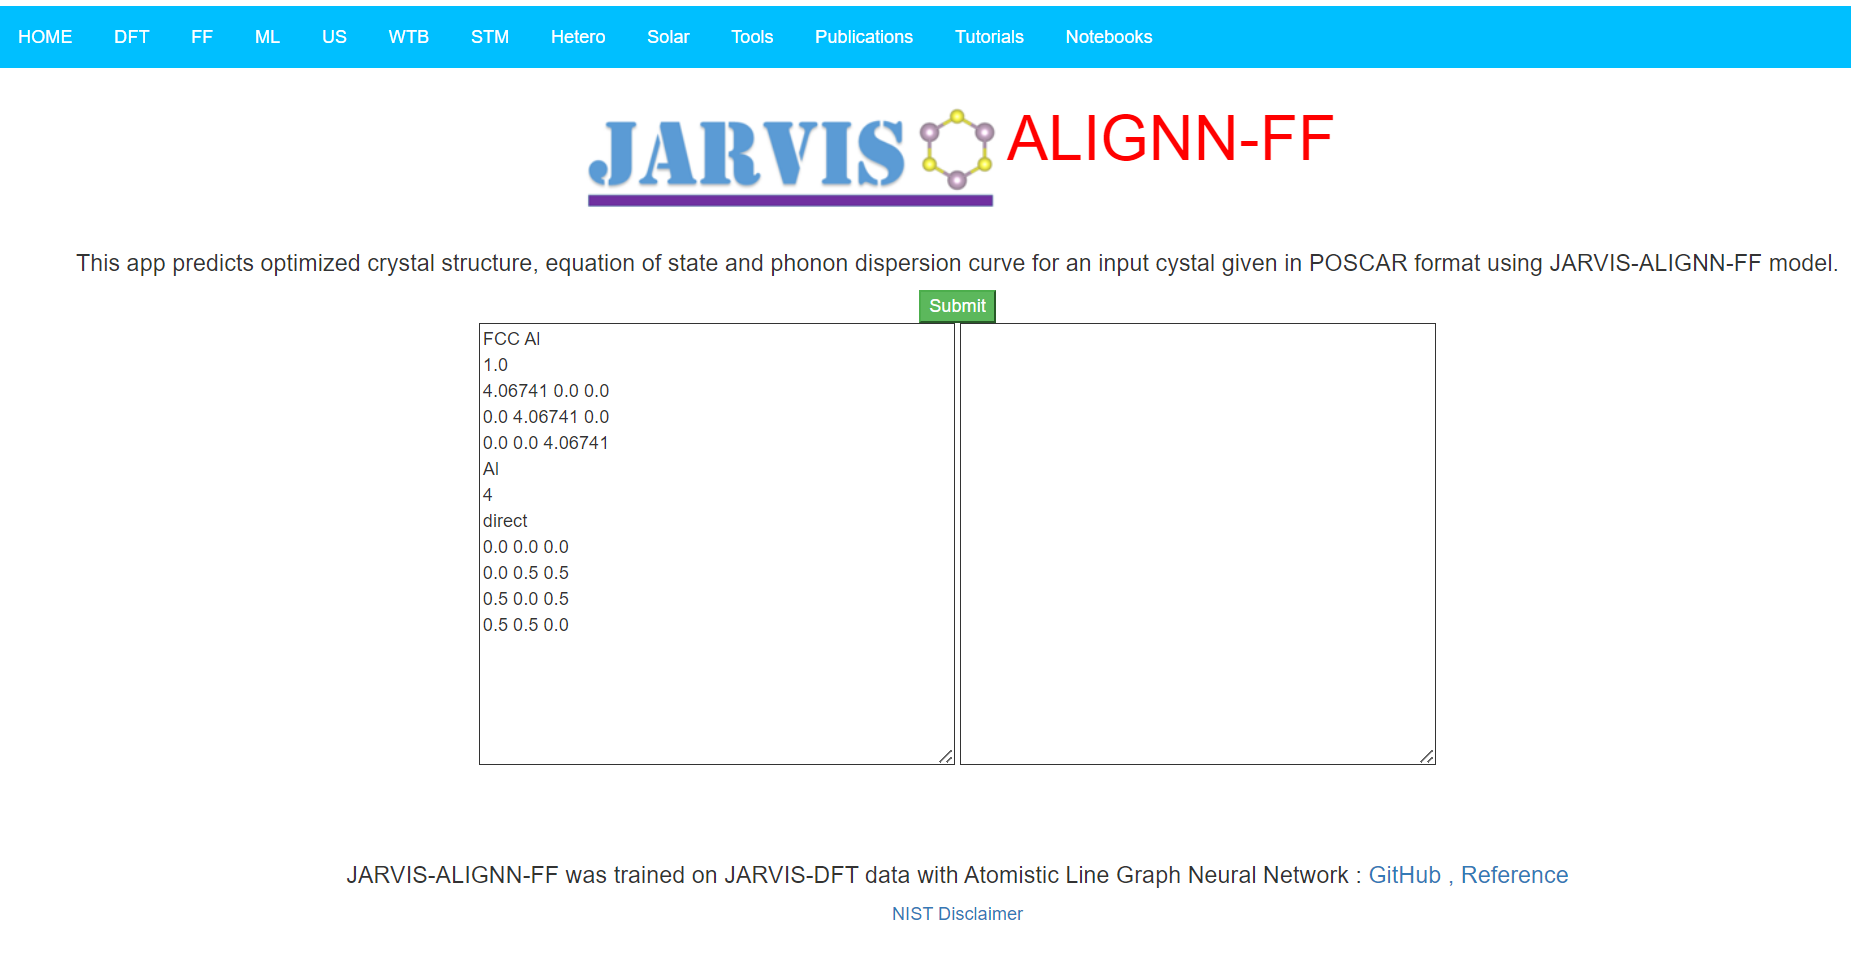 HOME DFT FF ML US WTB STM Hetero Solar Tools Publications Tutorials Notebooks
JARVIS ALIGNN-FF
This app predicts optimized crystal structure, equation of state and phonon dispersion curve for an input cystal given in POSCAR format using JARVIS-ALIGNN-FF model.
Submit
FCC Al
1.0
4.06741 0.0 0.0
0.0 4.06741 0.0
0.0 0.0 4.06741
Al
4
direct
0.0 0.0 0.0
0.0 0.5 0.5
0.5 0.0 0.5
0.5 0.5 0.0
JARVIS-ALIGNN-FF was trained on JARVIS-DFT data with Atomistic Line Graph Neural Network : GitHub , Reference
NIST Disclaimer